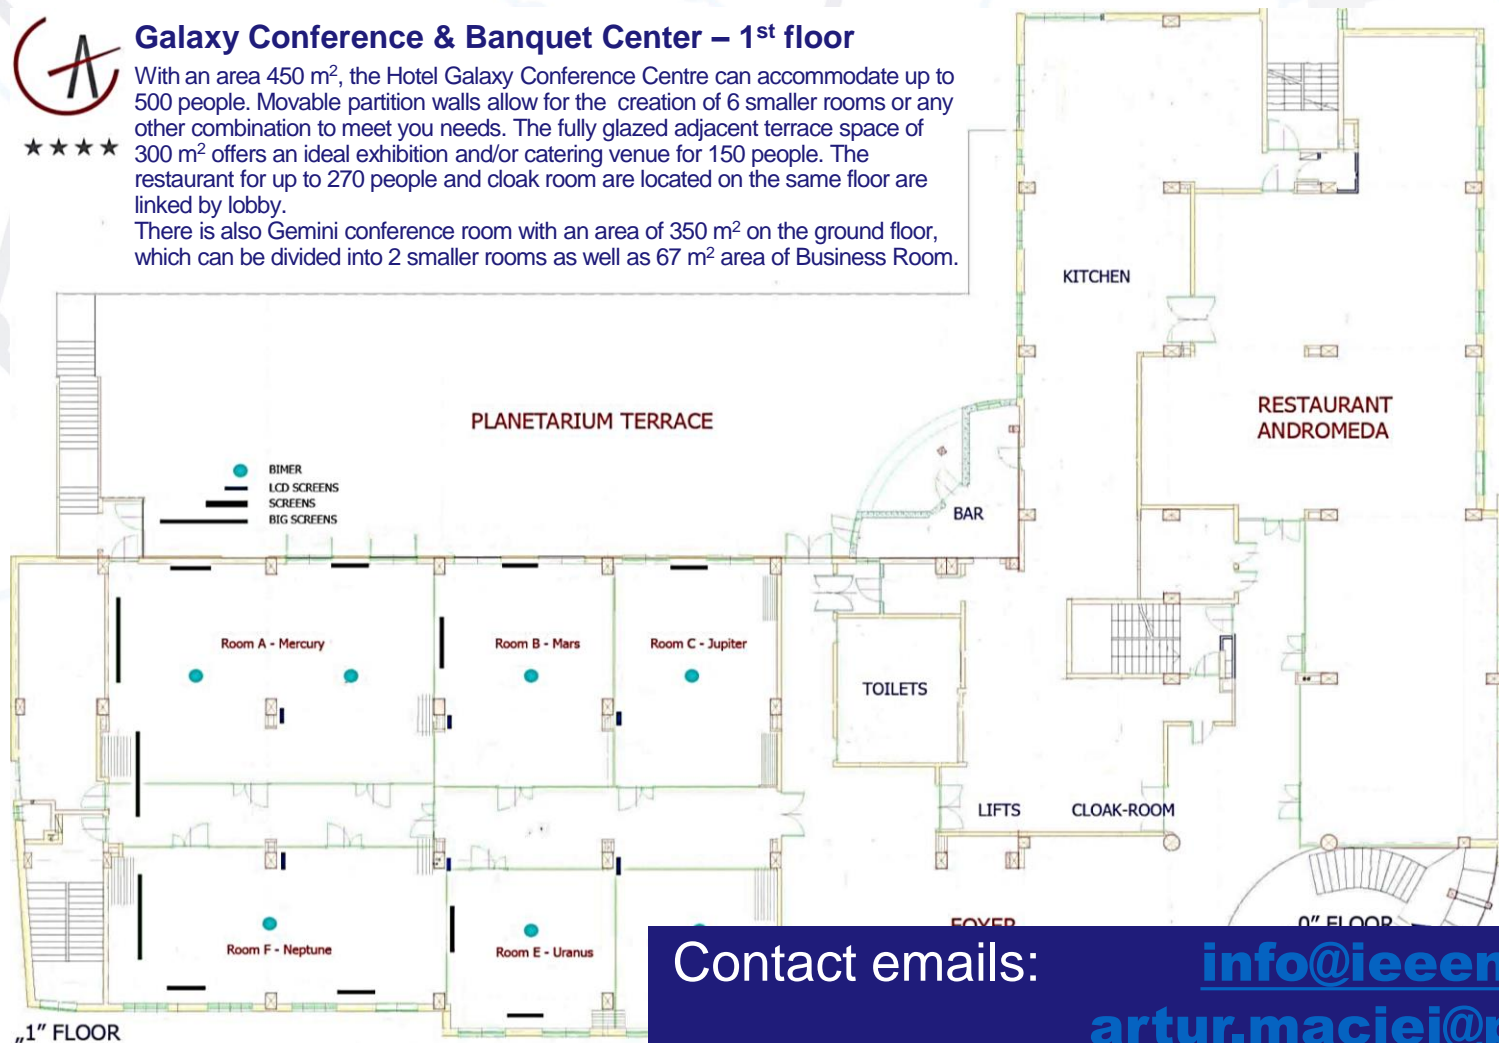 Galaxy Conference & Banquet Center – 1st floor
With an area 450 m2, the Hotel Galaxy Conference Centre can accommodate up to
500 people. Movable partition walls allow for the creation of 6 smaller rooms or any
other combination to meet you needs. The fully glazed adjacent terrace space of
300 m2 offers an ideal exhibition and/or catering venue for 150 people. The
restaurant for up to 270 people and cloak room are located on the same floor are
linked by lobby.
There is also Gemini conference room with an area of 350 m2 on the ground floor,
which can be divided into 2 smaller rooms as well as 67 m2 area of Business Room.
KITCHEN
RESTAURANT
ANDROMEDA
PLANETARIUM TERRACE
BIMER
LCD SCREENS
SCREENS
BIG SCREENS
BAR
Room A - Mercury
Room B - Mars
Room C - Jupiter
TOILETS
LIFTS
CLOAK-ROOM
FOYER
0” FLOOR
Room F - Neptune
Room E - Uranus
„1” FLOOR
Contact emails:
info@ieeen
artur.maciej@p